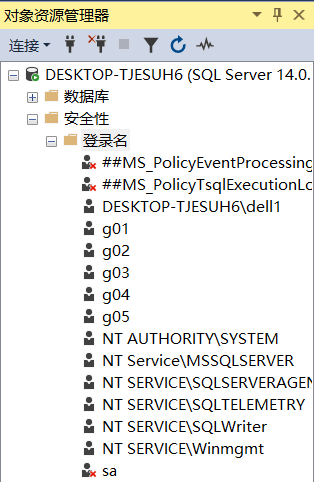 对象资源管理器
连接
DESKTOP-TJESUH6 (SQL Server 14.0.
数据库
安全性
登录名
##MS_PolicyEventProcessing
##MS_PolicyTsqlExecutionLo
DESKTOP-TJESUH6\dell1
g01
g02
g03
g04
g05
NT AUTHORITY\SYSTEM
NT Service\MSSQLSERVER
NT SERVICE\SQLSERVERAGEN
NT SERVICE\SQLTELEMETRY
NT SERVICE\SQLWriter
NT SERVICE\Winmgmt
sa